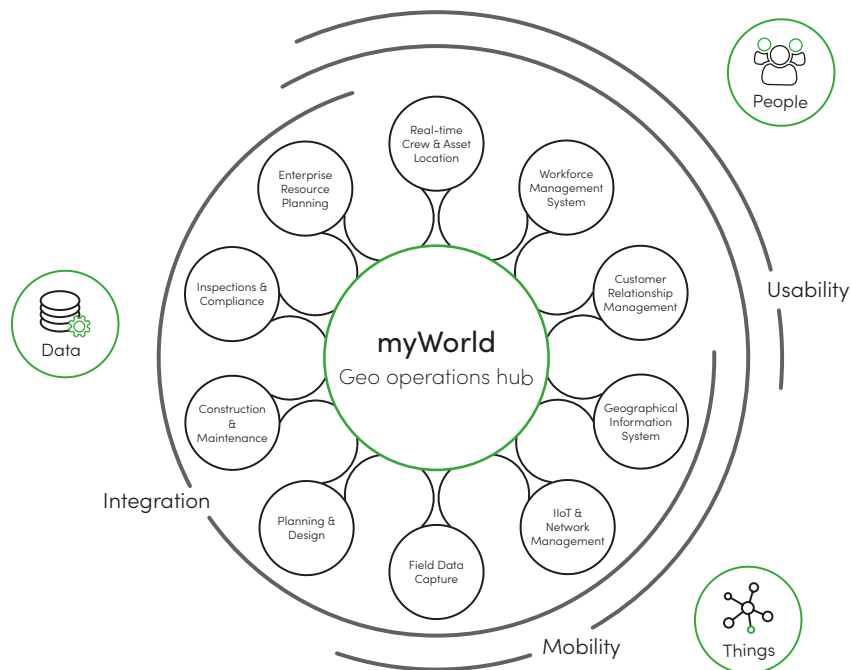 People
Real-time
Crew & Asset
Location
Enterprise
Resource
Planning
Workforce
Management
System
Inspections &
Compliance
Customer
Relationship
Management
Usability
Data
myWorld
Geo operations hub
Construction
&
Maintenance
Geographical
Information
System
Integration
Planning &
Design
IIoT &
Network
Management
Field Data
Capture
Mobility
Things